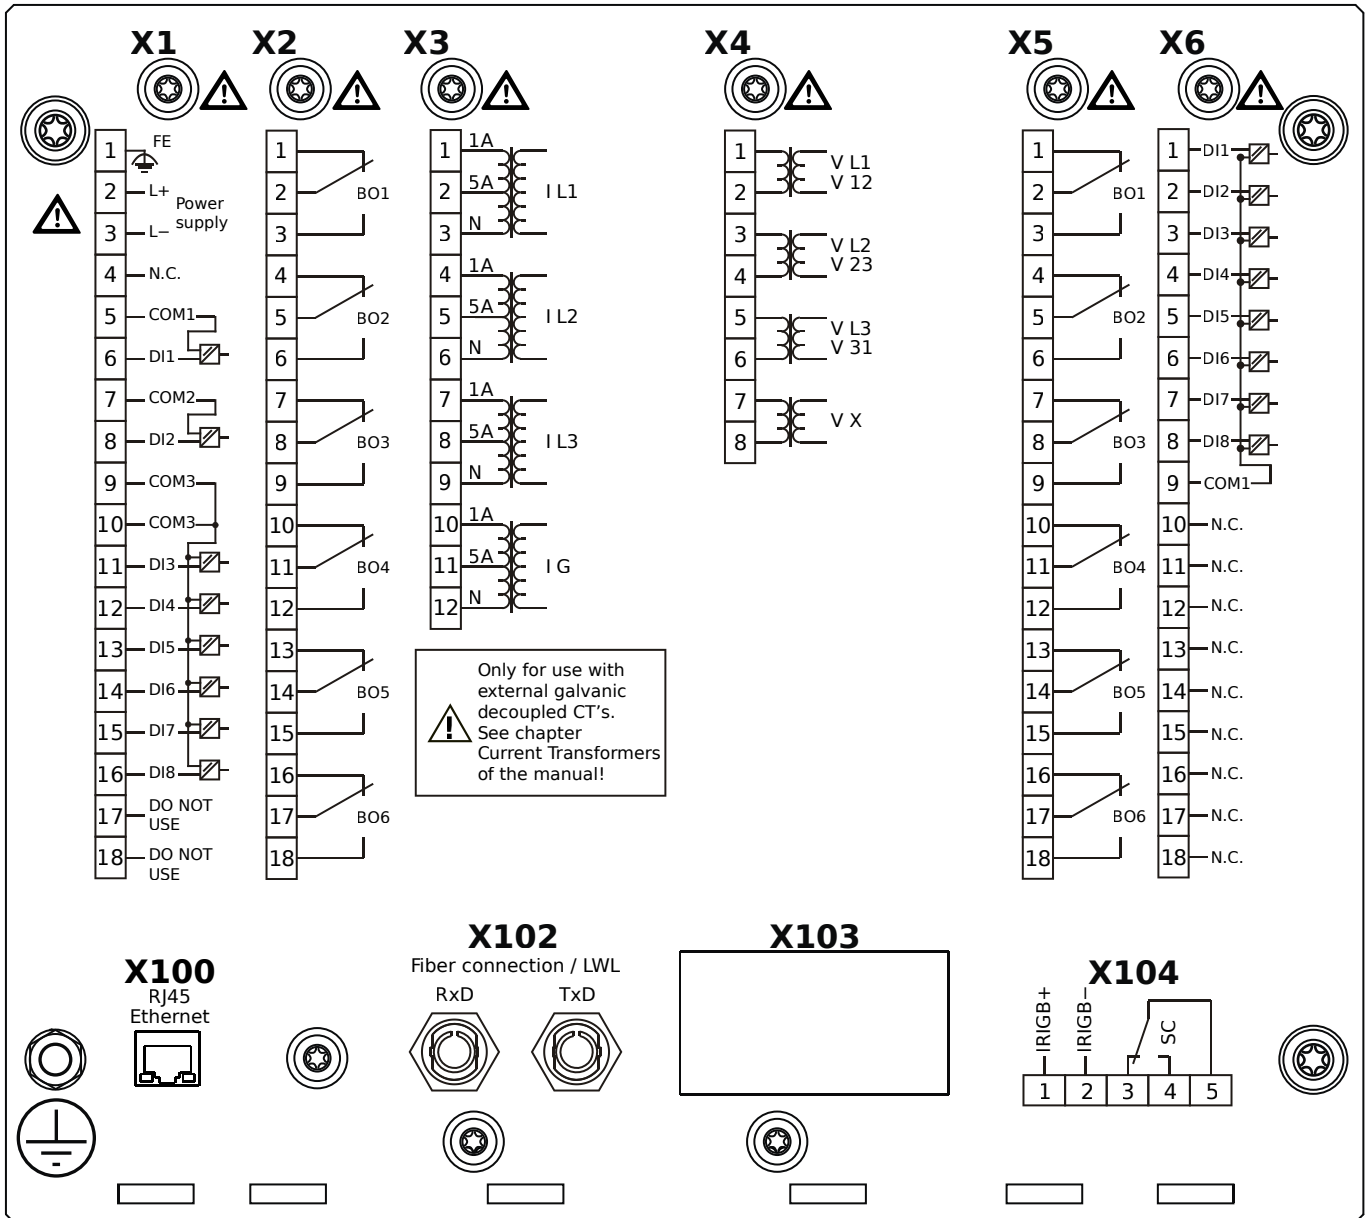 X1 X2 X3 X4 X5 X6
1 FE
2 L+
Power
supply
3 L−
4 N.C.
5 COM1
6 DI1
7 COM2
8 DI2
9 COM3
10 COM3
11 DI3
12 DI4
13 DI5
14 DI6
15 DI7
16 DI8
17 DO NOT
USE
18 DO NOT
USE
1
2 BO1
3
4
5 BO2
6
7
8 BO3
9
10
11 BO4
12
13
14 BO5
15
16
17 BO6
18
1 1A
2 5A I L1
3 N
4 1A
5 5A I L2
6 N
7 1A
8 5A I L3
9 N
10 1A
11 5A I G
12 N
Only for use with
external galvanic
decoupled CT's.
See chapter
Current Transformers
of the manual!
1 V L1
2 V 12
3 V L2
4 V 23
5 V L3
6 V 31
7 V X
8
1
2 BO1
3
4
5 BO2
6
7
8 BO3
9
10
11 BO4
12
13
14 BO5
15
16
17 BO6
18
1 DI1
2 DI2
3 DI3
4 DI4
5 DI5
6 DI6
7 DI7
8 DI8
9 COM1
10 N.C.
11 N.C.
12 N.C.
13 N.C.
14 N.C.
15 N.C.
16 N.C.
17 N.C.
18 N.C.
X100
RJ45
Ethernet
X102
Fiber connection / LWL
RxD TxD
X103
X104
IRIGB+ IRIGB− SC
1 2 3 4 5